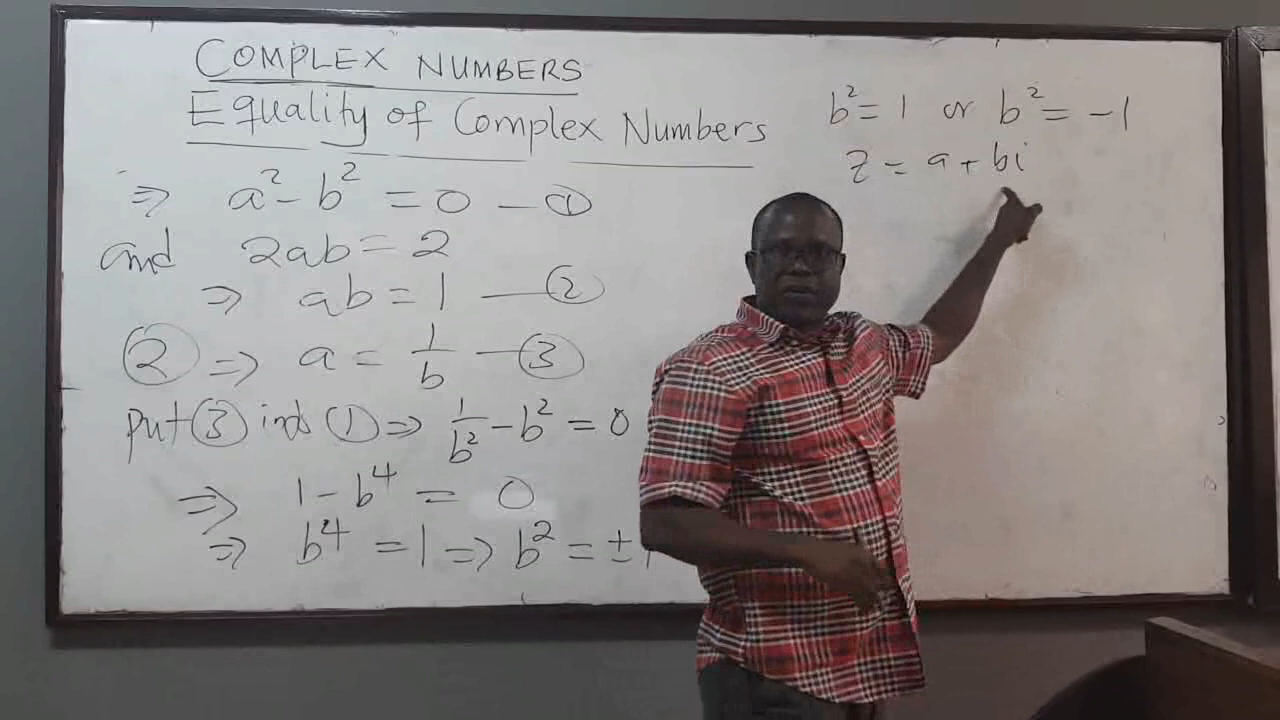 COMPLEX NUMBERS
Equality of Complex Numbers
⇒ a² - b² = 0 — ①
and 2ab = 2
⇒ ab = 1 — ②
② ⇒ a = 1/b — ③
put ③ into ① ⇒ 1/b² - b² = 0
⇒ 1 - b⁴ = 0
⇒ b⁴ = 1 ⇒ b² = ±1
b² = 1 or b² = -1
z = a + bi